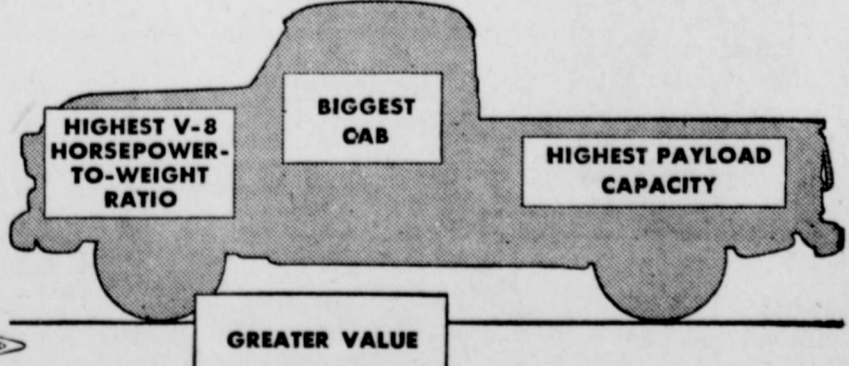 HIGHEST V-8
HORSEPOWER-
TO-WEIGHT
RATIO
BIGGEST
CAB
HIGHEST PAYLOAD
CAPACITY
GREATER VALUE